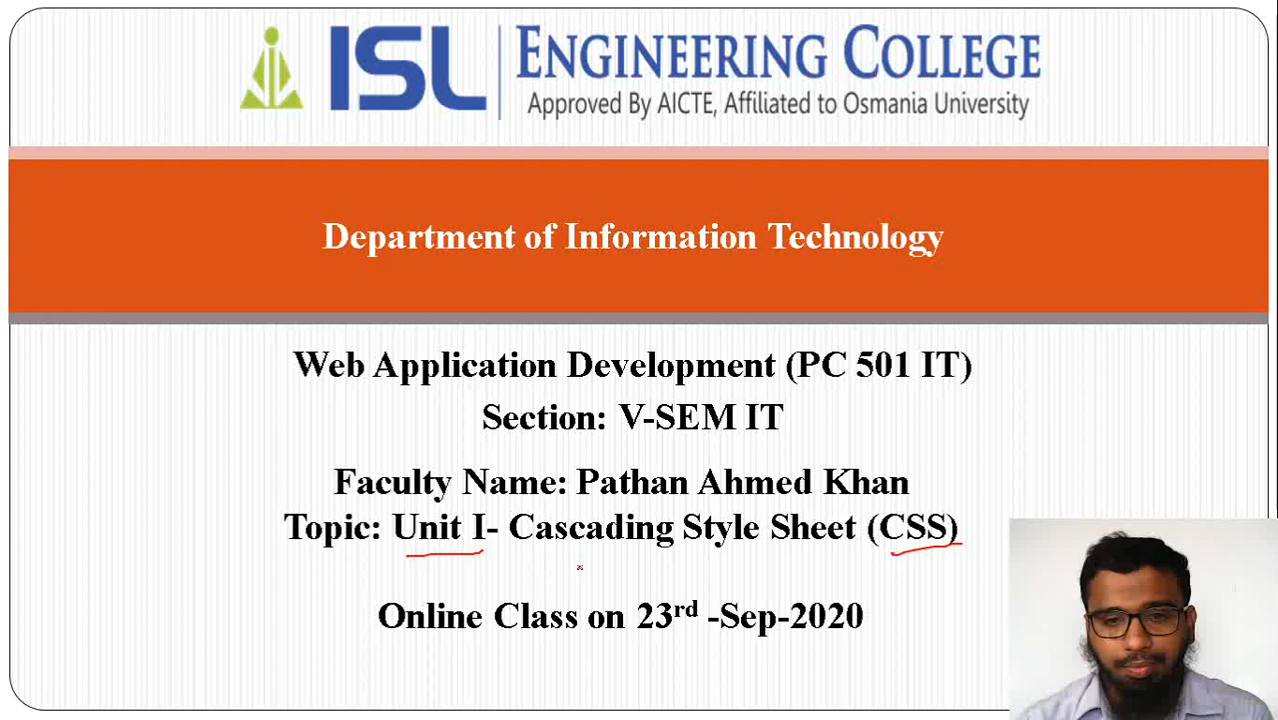 ISL ENGINEERING COLLEGE
Approved By AICTE, Affiliated to Osmania University
Department of Information Technology
Web Application Development (PC 501 IT)
Section: V-SEM IT
Faculty Name: Pathan Ahmed Khan
Topic: Unit I- Cascading Style Sheet (CSS)
Online Class on 23rd -Sep-2020